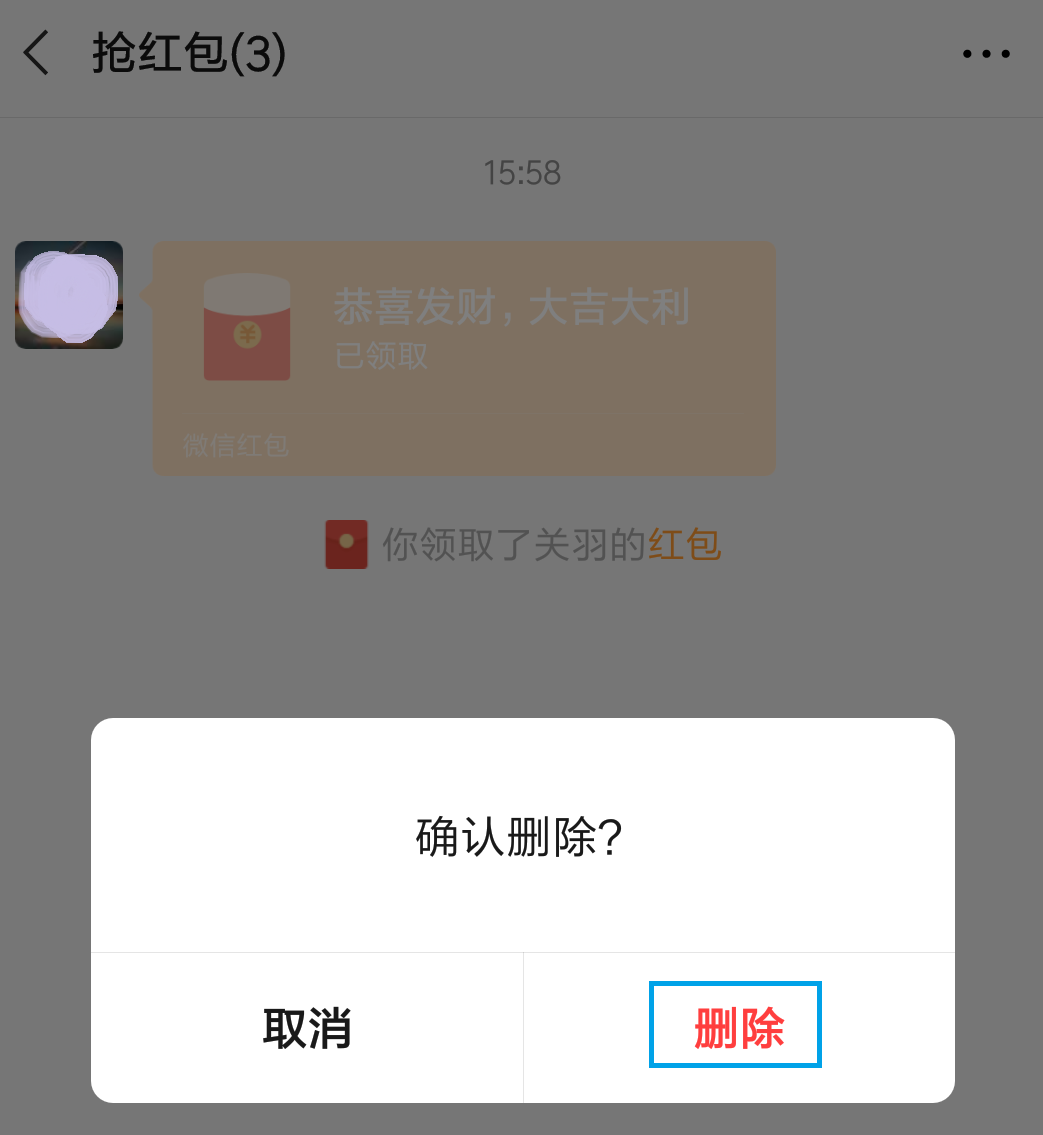 抢红包(3)
15:58
恭喜发财，大吉大利
已领取
微信红包
你领取了关羽的红包
确认删除?
取消
删除